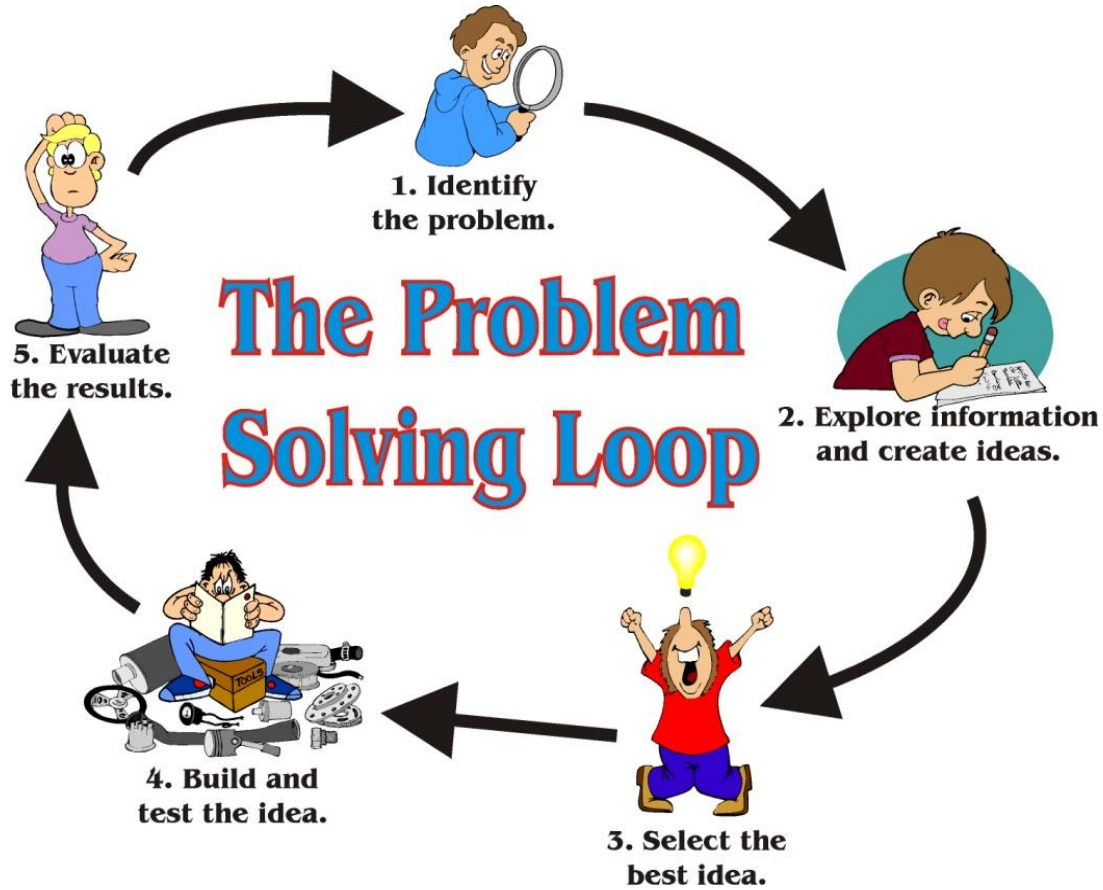 1. Identify
the problem.
The Problem
Solving Loop
2. Explore information
and create ideas.
3. Select the
best idea.
TOOLS
4. Build and
test the idea.
5. Evaluate
the results.